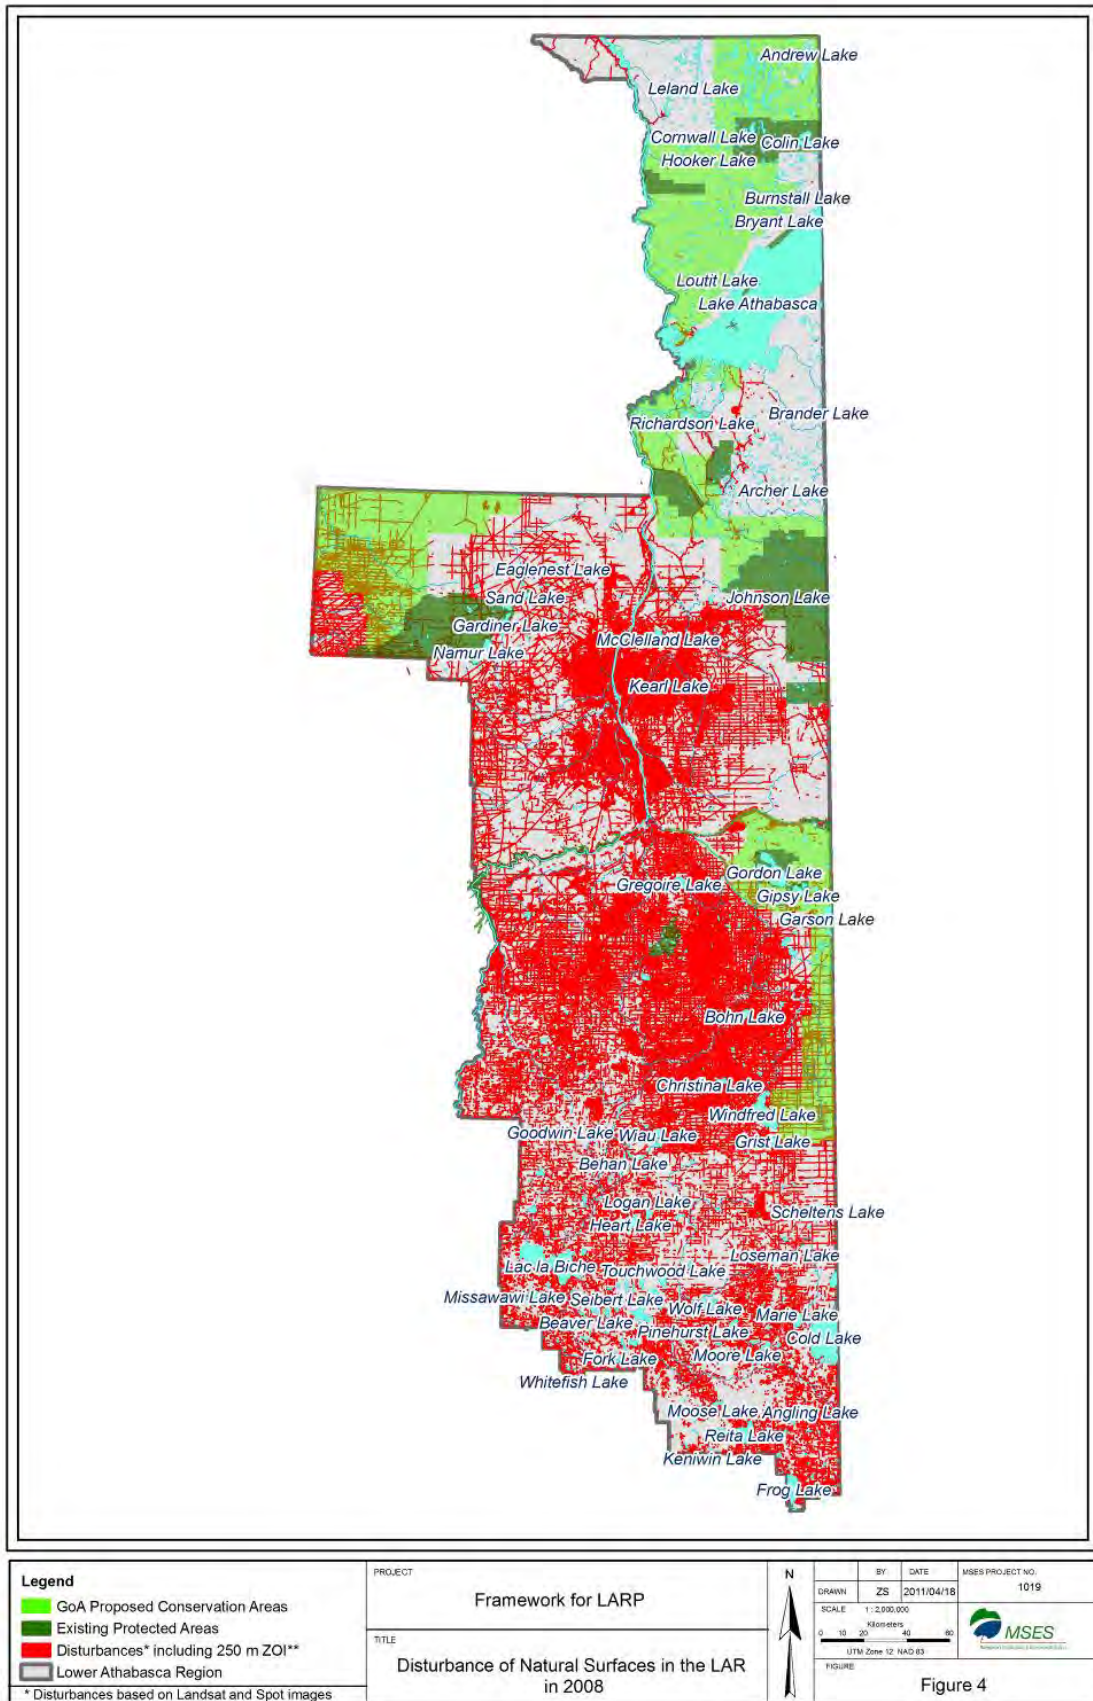 Andrew Lake
Leland Lake
Cornwall Lake
Colin Lake
Hooker Lake
Burnstall Lake
Bryant Lake
Loutit Lake
Lake Athabasca
Brander Lake
Richardson Lake
Archer Lake
Eaglenest Lake
Sand Lake
Johnson Lake
Gardiner Lake
McClelland Lake
Namur Lake
Kearl Lake
Gordon Lake
Gregoire Lake
Gipsy Lake
Garson Lake
Bohn Lake
Christina Lake
Windfred Lake
Goodwin Lake
Wiau Lake
Grist Lake
Behan Lake
Logan Lake
Scheltens Lake
Heart Lake
Loseman Lake
Lac la Biche
Touchwood Lake
Missawawi Lake
Seibert Lake
Wolf Lake
Marie Lake
Beaver Lake
Pinehurst Lake
Cold Lake
Fork Lake
Moore Lake
Whitefish Lake
Moose Lake
Angling Lake
Reita Lake
Keniwin Lake
Frog Lake
Legend
GoA Proposed Conservation Areas
Existing Protected Areas
Disturbances* including 250 m ZOI**
Lower Athabasca Region
* Disturbances based on Landsat and Spot images
PROJECT
Framework for LARP
TITLE
Disturbance of Natural Surfaces in the LAR
in 2008
N
BY DATE
DRAWN ZS 2011/04/18
SCALE 1 : 2,000,000
Kilometers
0 10 20 40 60
UTM Zone 12 NAD 83
MSES PROJECT NO.
1019
MSES
FIGURE
Figure 4